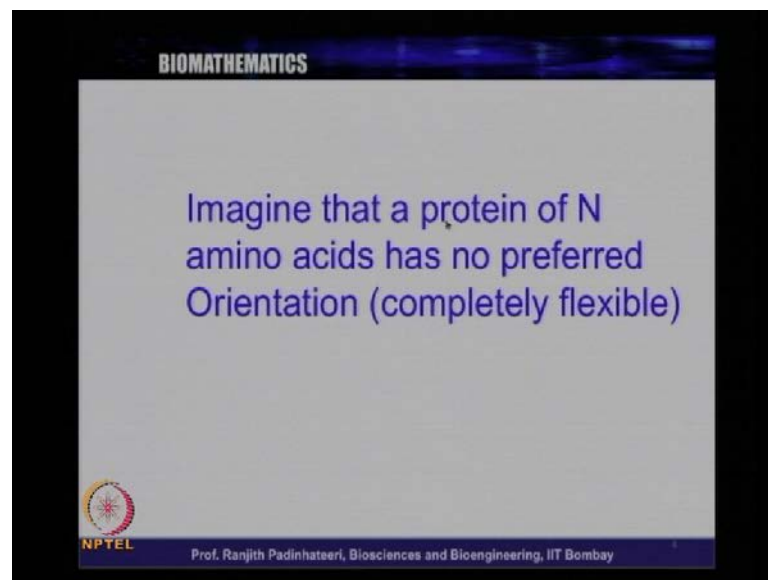 BIOMATHEMATICS
Imagine that a protein of N
amino acids has no preferred
Orientation (completely flexible)
NPTEL
Prof. Ranjith Padinhateeri, Biosciences and Bioengineering, IIT Bombay